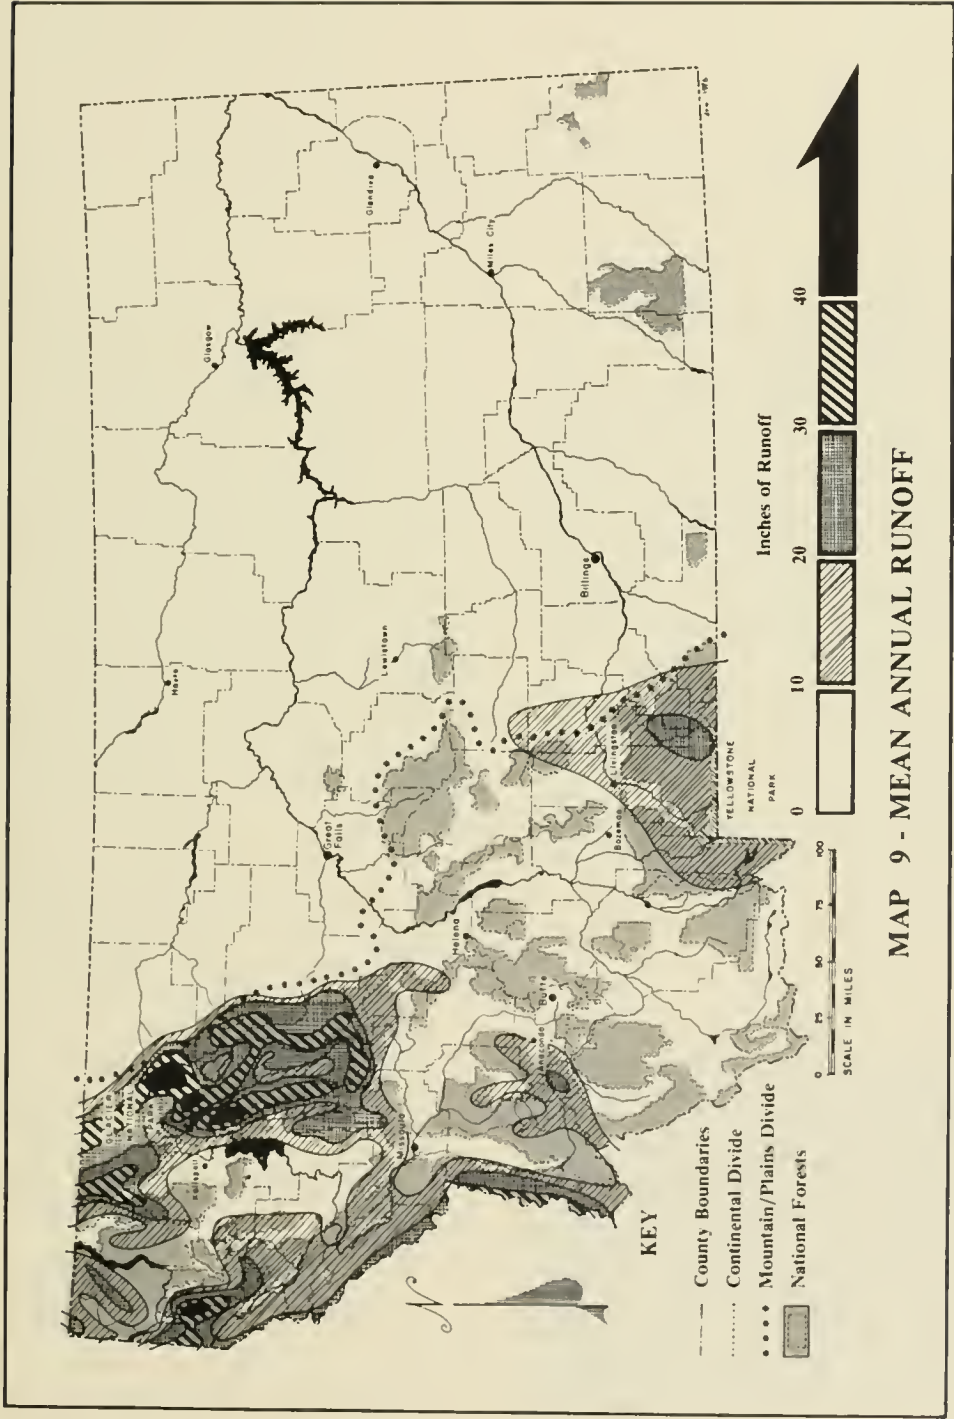 GLACIER
NATIONAL
PARK
Kalispell
Missoula
Havre
Glasgow
Great
Falls
Lewistown
Glendive
Miles City
Helena
Butte
Anaconda
Bozeman
Livingston
Billings
YELLOWSTONE
NATIONAL
PARK
N
KEY
County Boundaries
Continental Divide
Mountain/Plains Divide
National Forests
0 25 50 75 100
SCALE IN MILES
Inches of Runoff
0 10 20 30 40
MAP 9 - MEAN ANNUAL RUNOFF